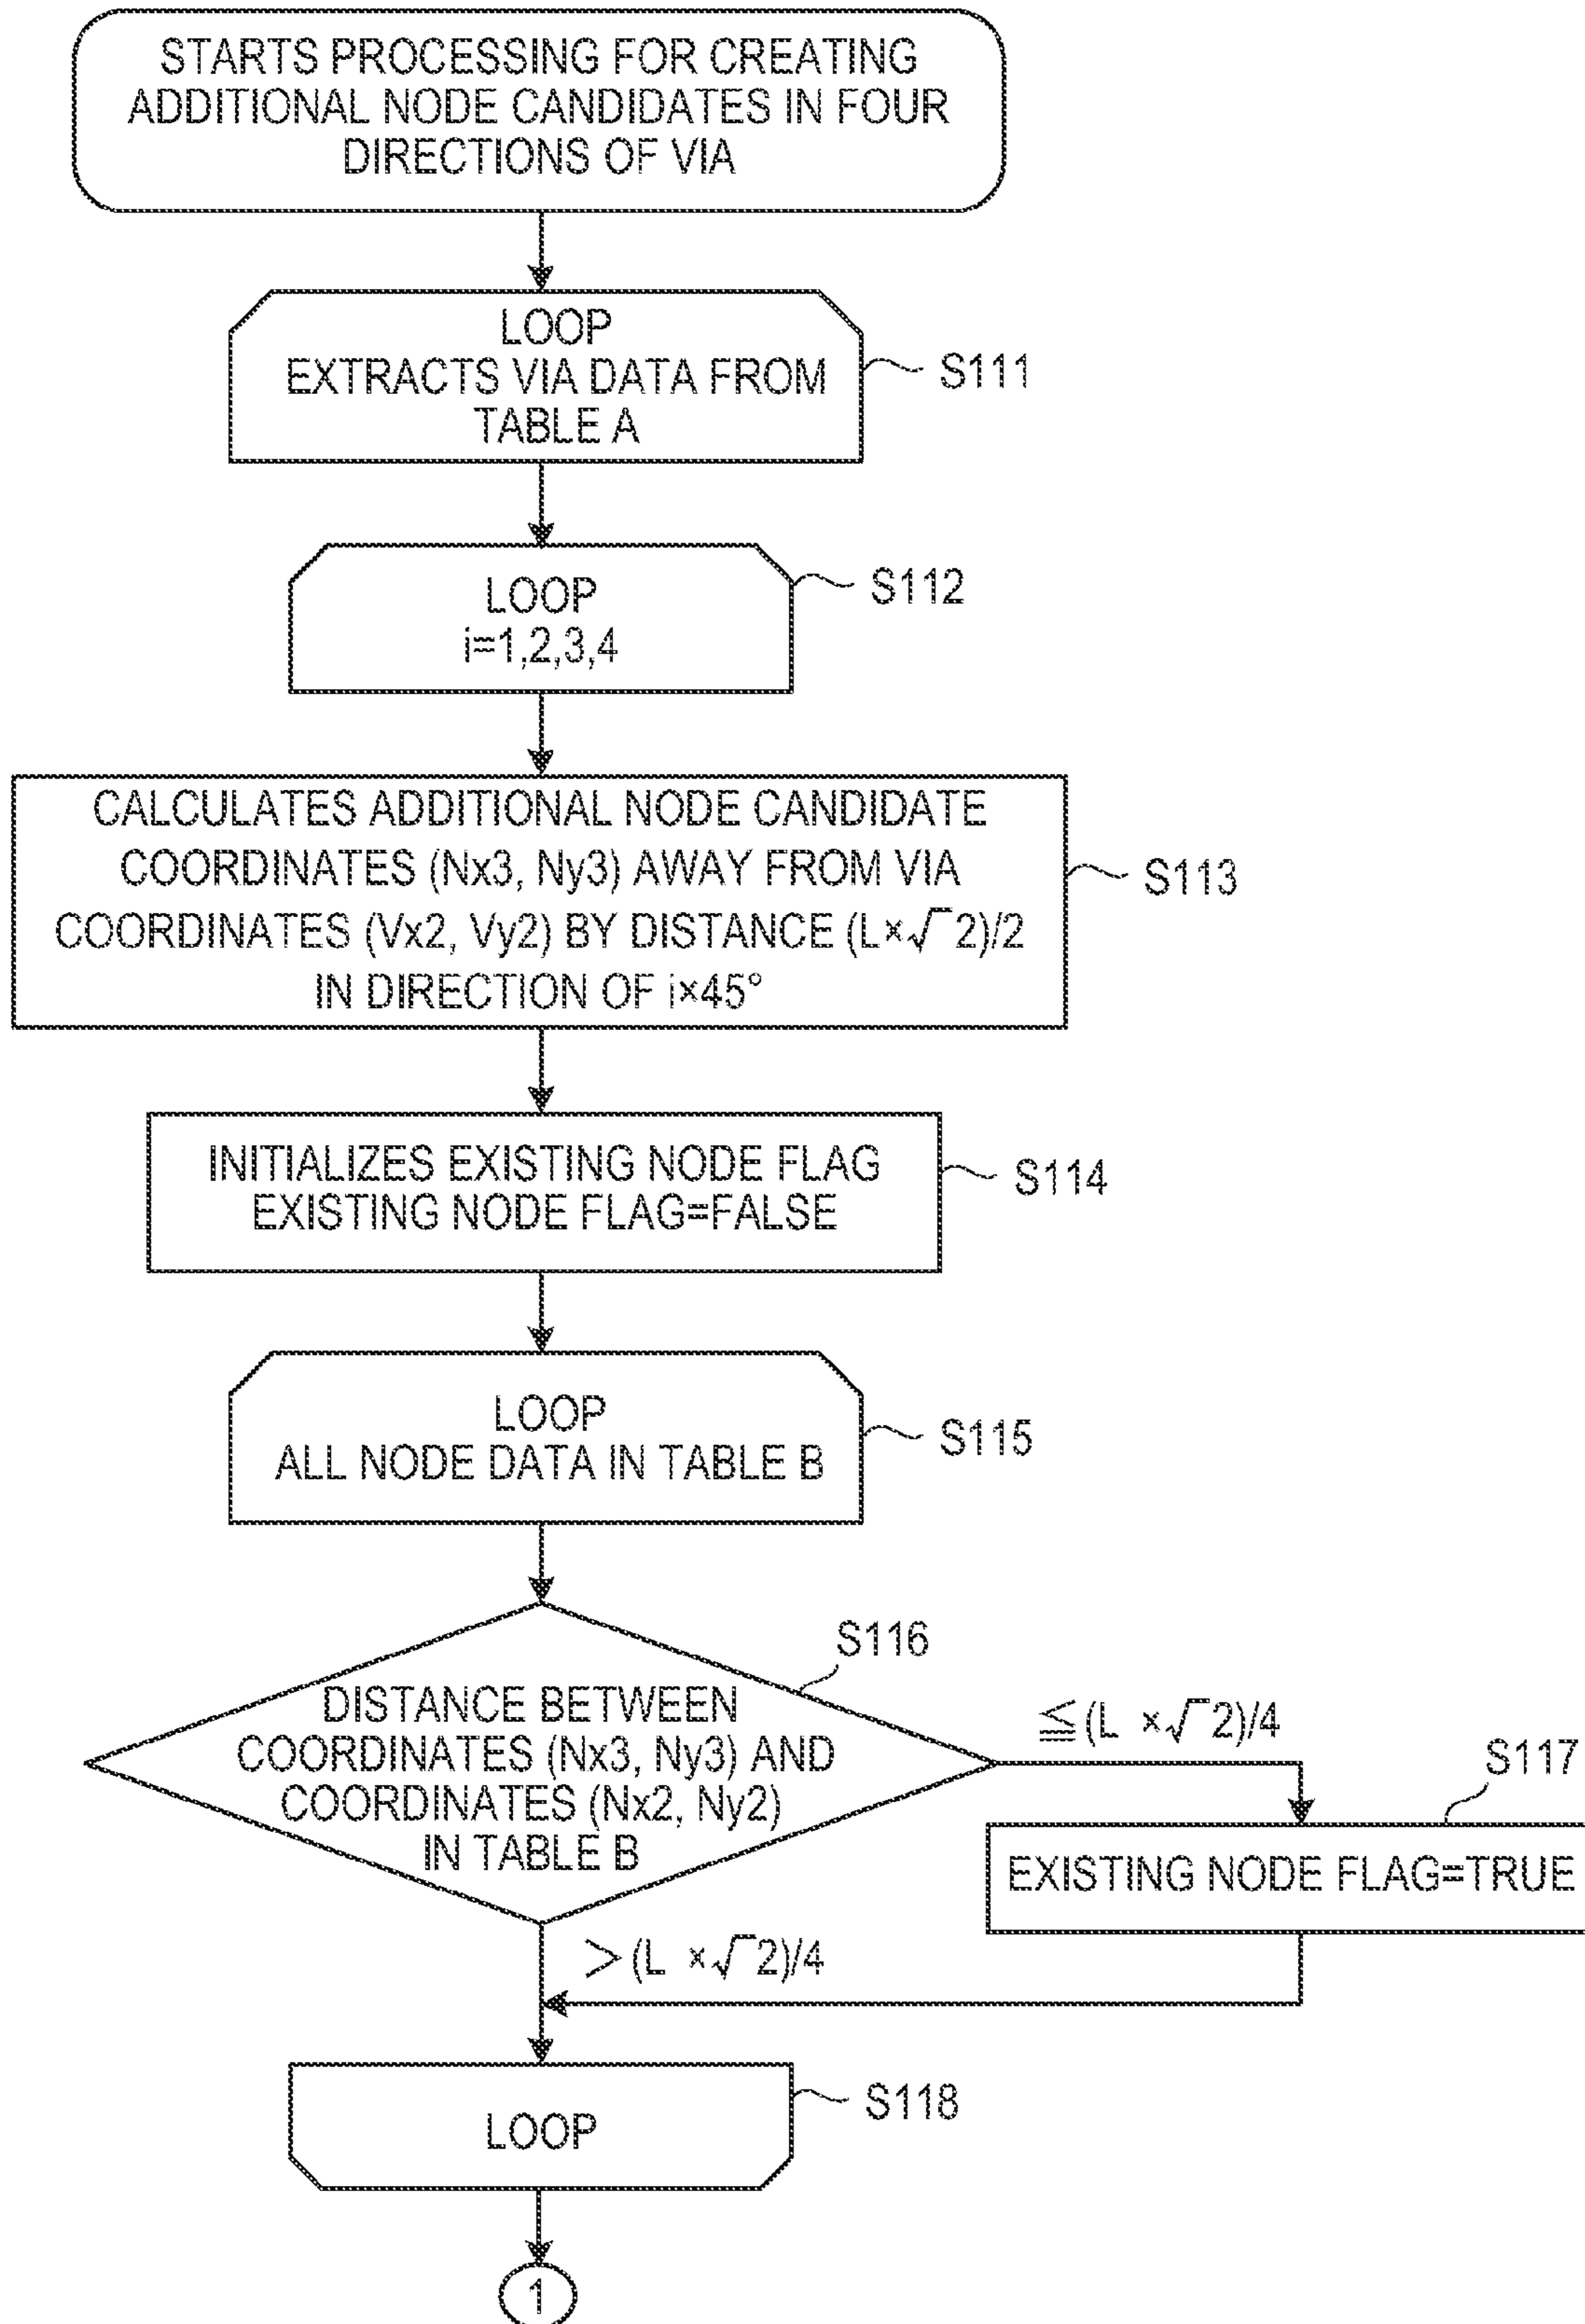 STARTS PROCESSING FOR CREATING
ADDITIONAL NODE CANDIDATES IN FOUR
DIRECTIONS OF VIA
LOOP
EXTRACTS VIA DATA FROM
TABLE A
S111
LOOP
i=1,2,3,4
S112
CALCULATES ADDITIONAL NODE CANDIDATE
COORDINATES (Nx3, Ny3) AWAY FROM VIA
COORDINATES (Vx2, Vy2) BY DISTANCE (L×√2)/2
IN DIRECTION OF i×45°
S113
INITIALIZES EXISTING NODE FLAG
EXISTING NODE FLAG=FALSE
S114
LOOP
ALL NODE DATA IN TABLE B
S115
S116
DISTANCE BETWEEN
COORDINATES (Nx3, Ny3) AND
COORDINATES (Nx2, Ny2)
IN TABLE B
≦(L ×√2)/4
S117
EXISTING NODE FLAG=TRUE
>(L ×√2)/4
LOOP
S118
1